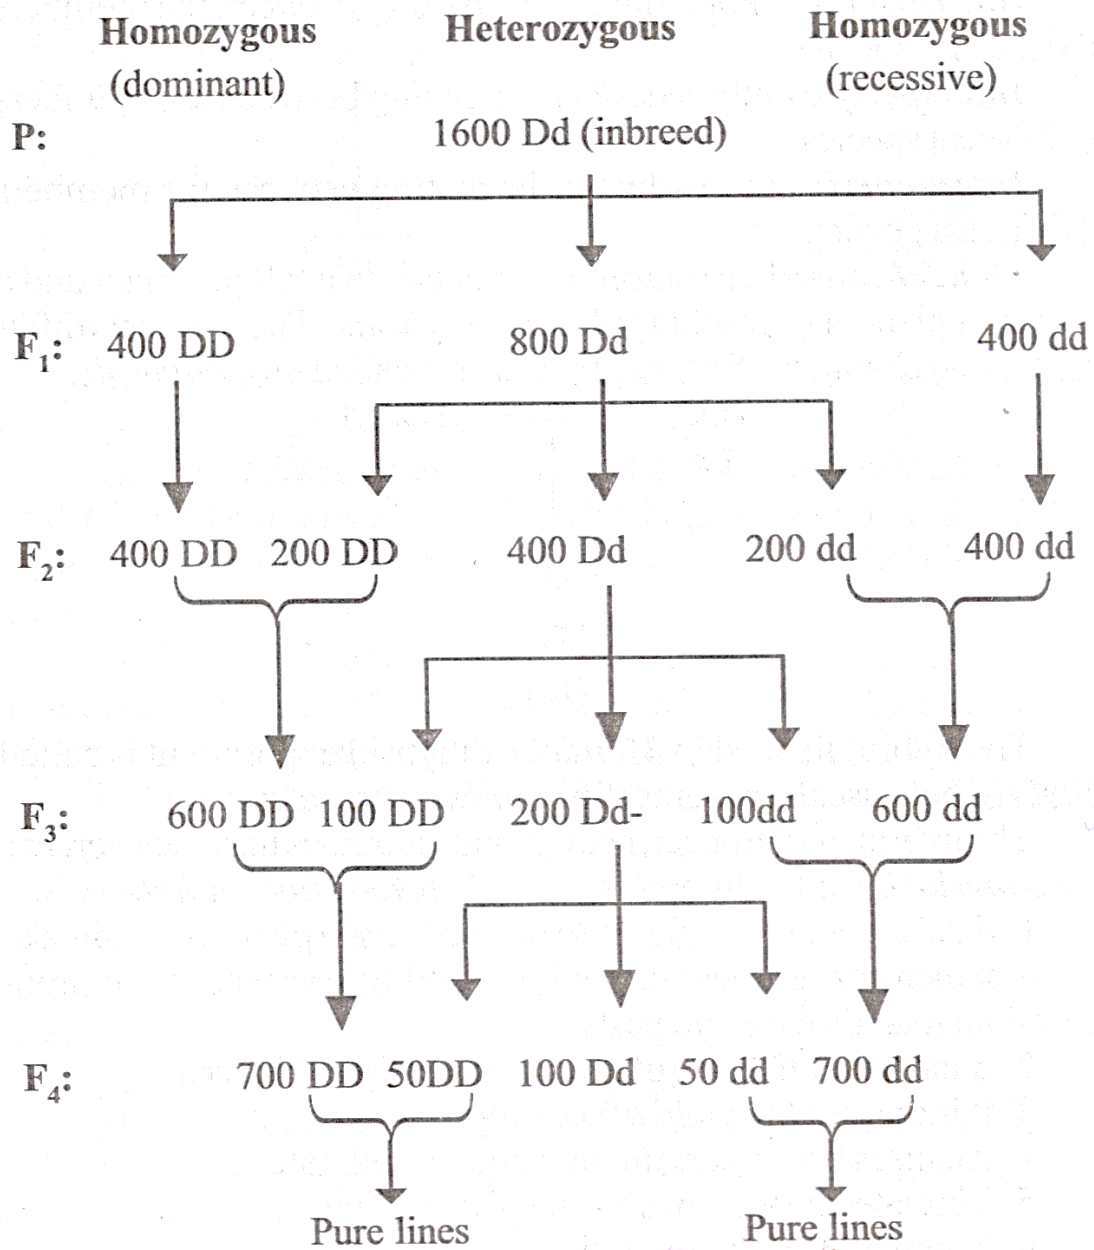 Homozygous Heterozygous Homozygous
(dominant) (recessive)
P: 1600 Dd (inbreed)
F₁: 400 DD 800 Dd 400 dd
F₂: 400 DD 200 DD 400 Dd 200 dd 400 dd
F₃: 600 DD 100 DD 200 Dd- 100dd 600 dd
F₄: 700 DD 50DD 100 Dd 50 dd 700 dd
Pure lines Pure lines